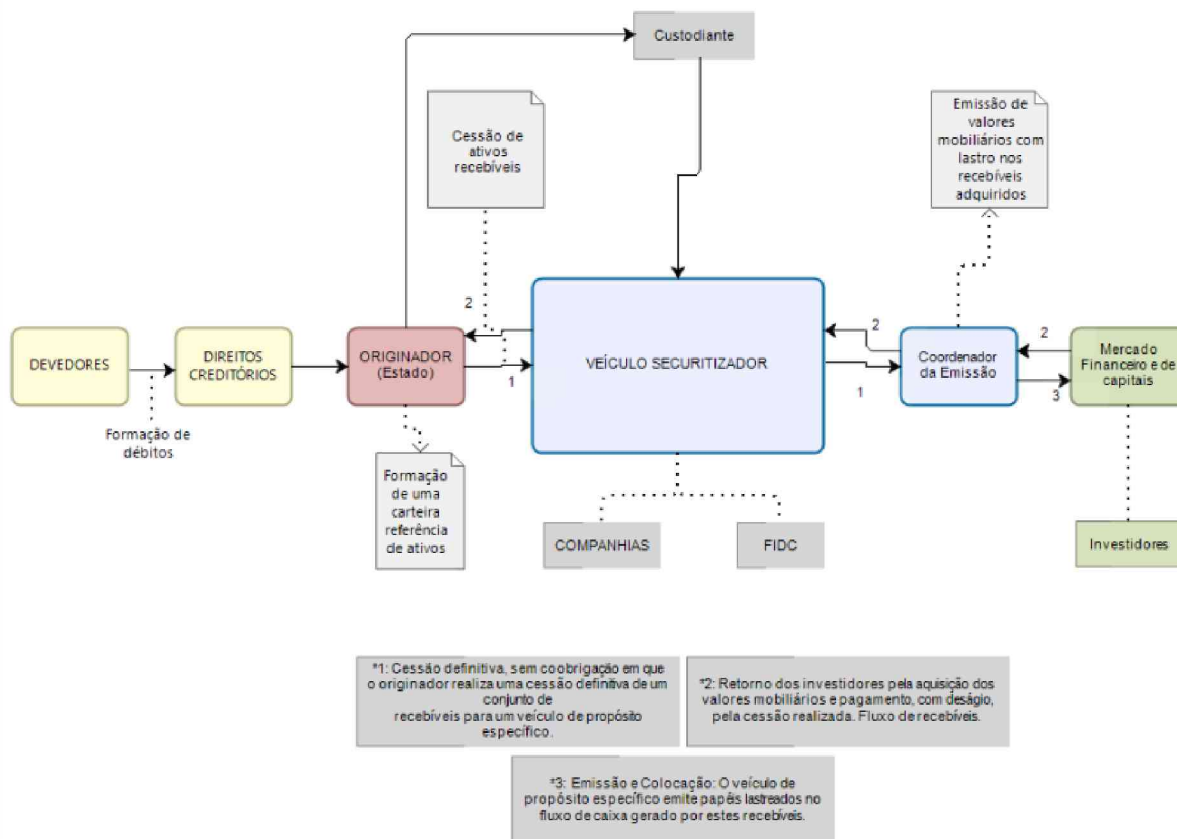 Custodiante
Cessão de
ativos
recebíveis
Emissão de
valores
mobiliários com
lastro nos
recebíveis
adquiridos
DEVEDORES
DIREITOS
CREDITÓRIOS
2
ORIGINADOR
(Estado)
1
VEÍCULO SECURITIZADOR
2
1
Coordenador
da Emissão
2
3
Mercado
Financeiro e de
capitais
Formação de
débitos
Formação
de uma
carteira
referência
de ativos
COMPANHIAS
FIDC
Investidores
*1: Cessão definitiva, sem coobrigação em que
o originador realiza uma cessão definitiva de um
conjunto de
recebíveis para um veículo de propósito
específico.
*2: Retorno dos investidores pela aquisição dos
valores mobiliários e pagamento, com deságio,
pela cessão realizada. Fluxo de recebíveis.
*3: Emissão e Colocação: O veículo de
propósito específico emite papéis lastreados no
fluxo de caixa gerado por estes recebíveis.